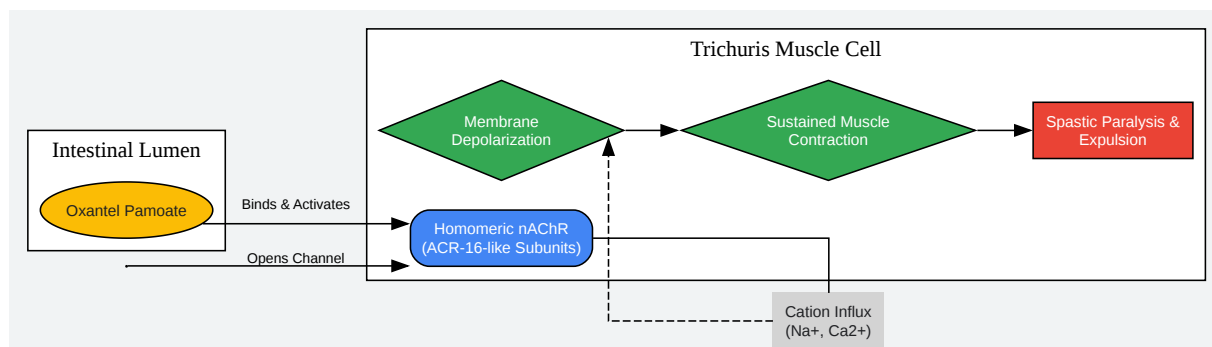 Trichuris Muscle Cell
Membrane
Depolarization
Sustained Muscle
Contraction
Spastic Paralysis &
Expulsion
Intestinal Lumen
Oxantel Pamoate
Binds & Activates
Homomeric nAChR
(ACR-16-like Subunits)
Opens Channel
Cation Influx
(Na+, Ca2+)